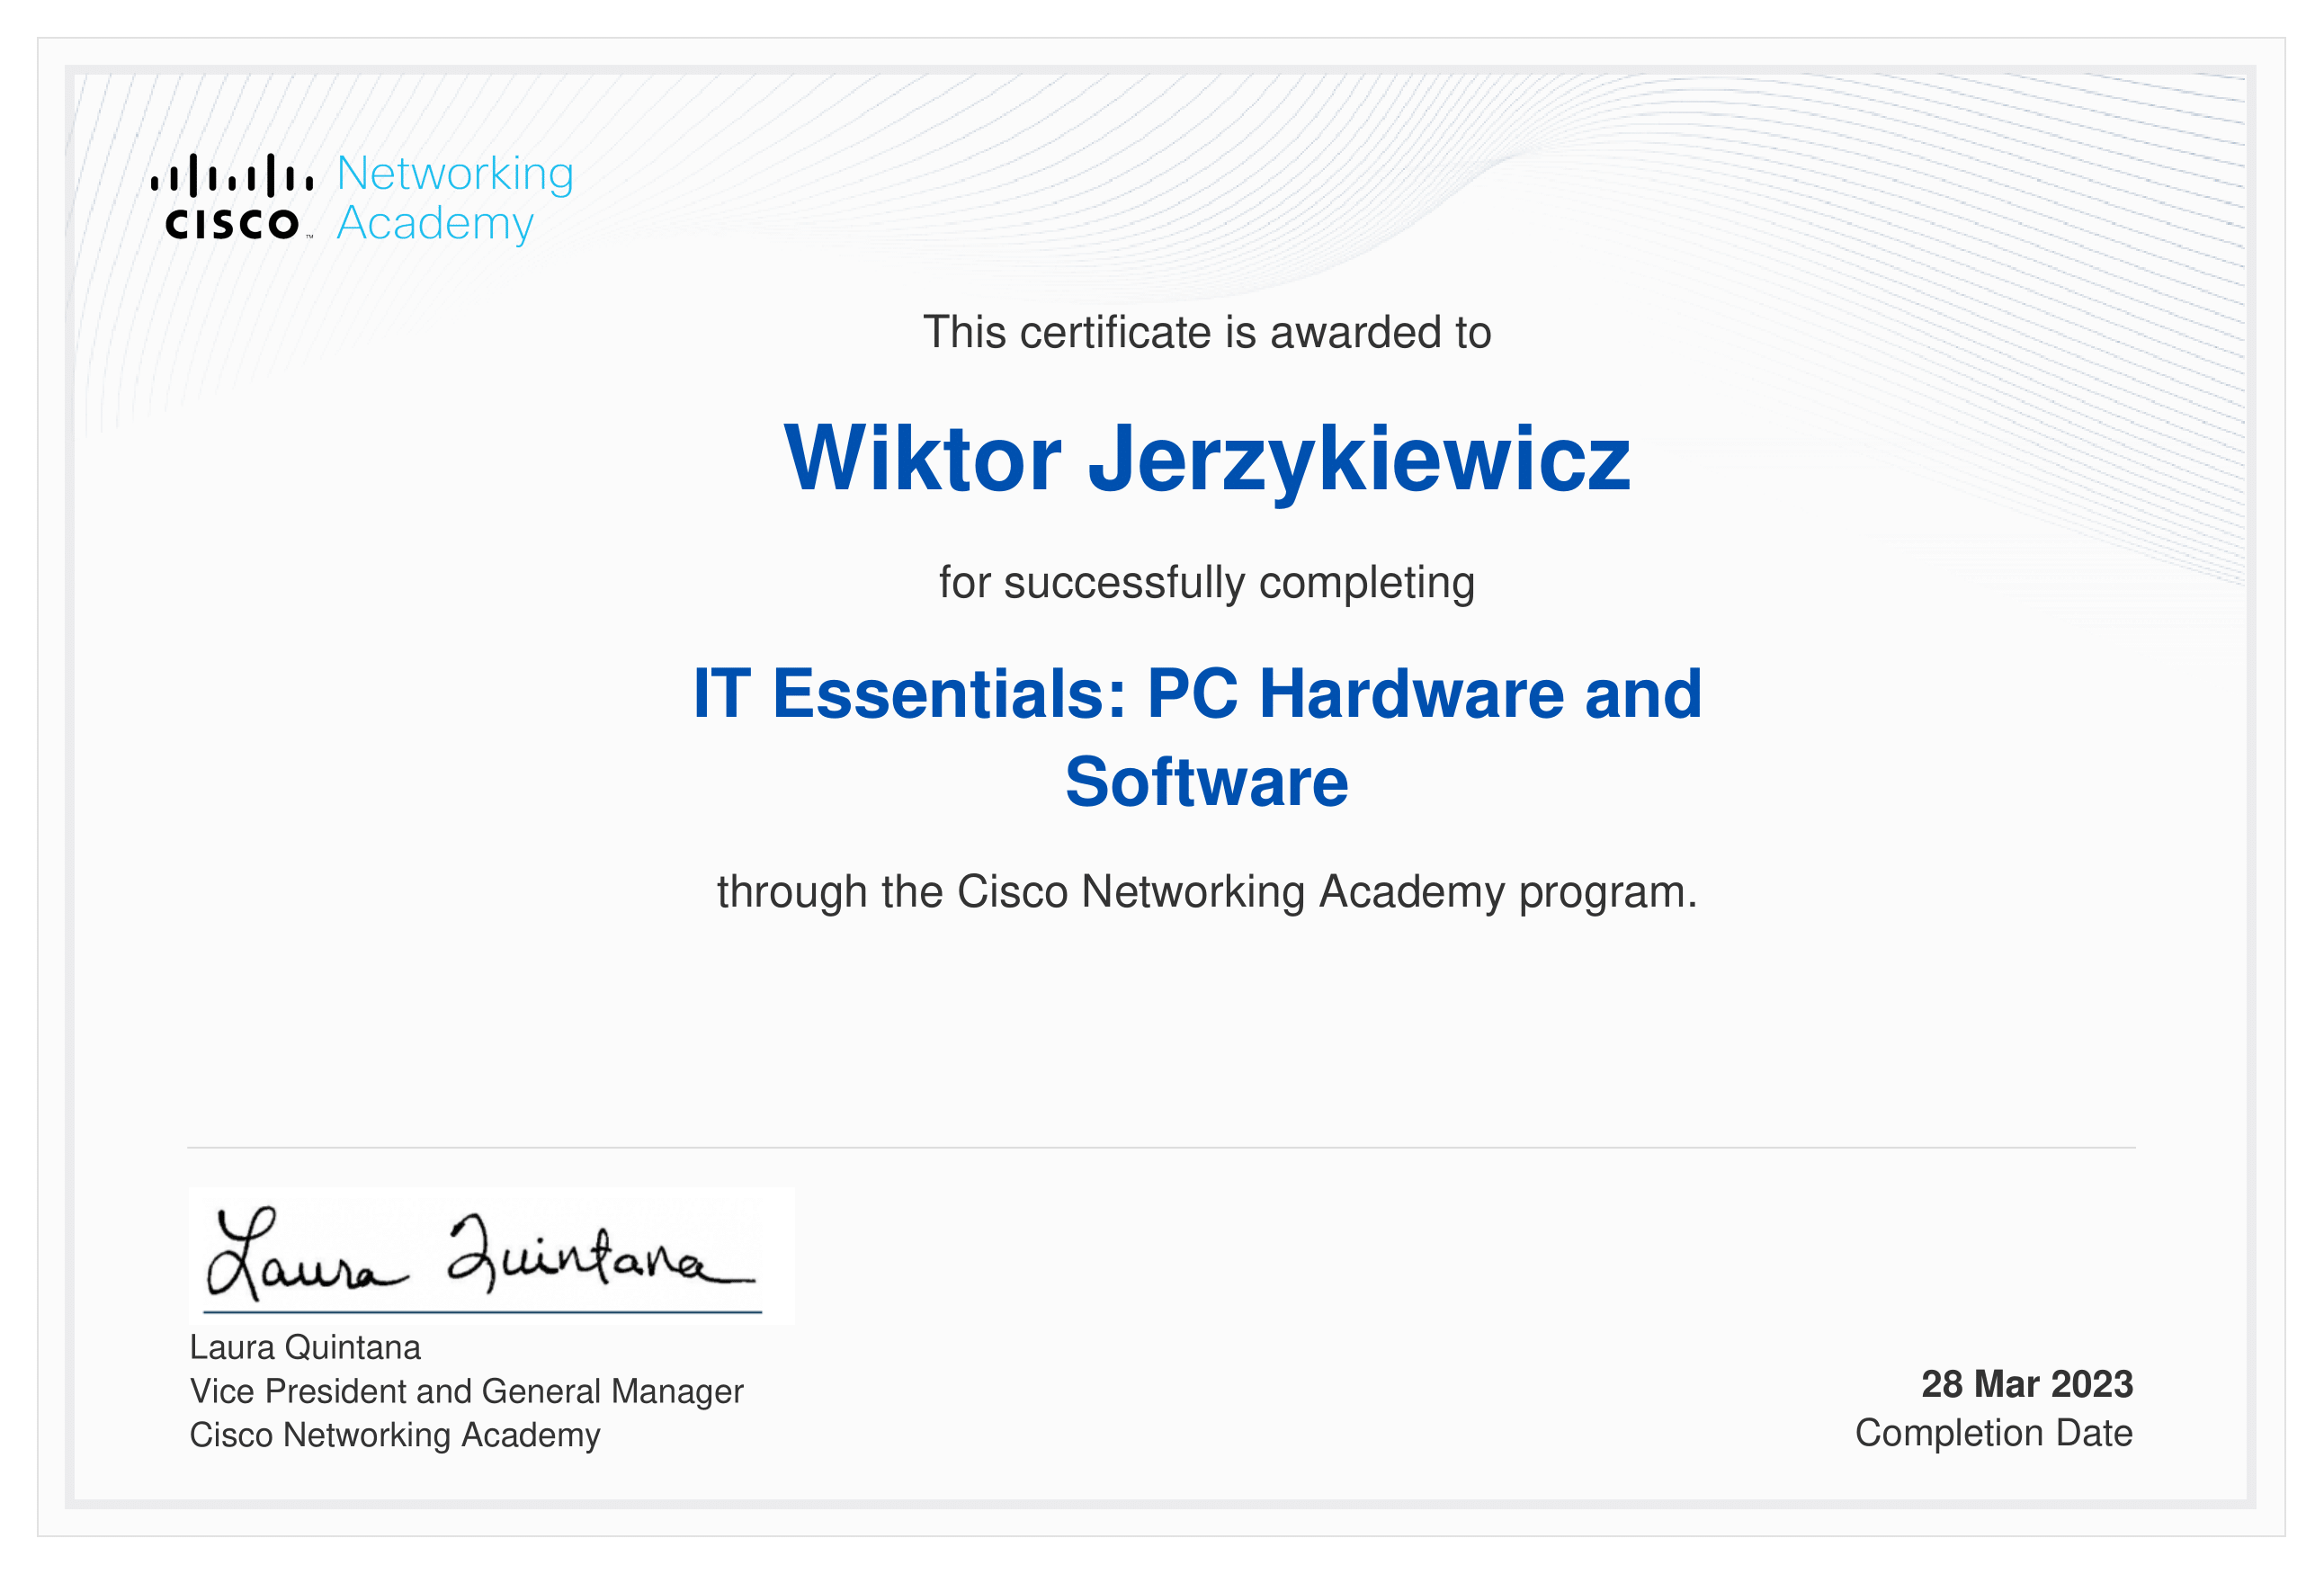 CISCO™ Networking
Academy
This certificate is awarded to
Wiktor Jerzykiewicz
for successfully completing
IT Essentials: PC Hardware and
Software
through the Cisco Networking Academy program.
Laura Quintana
Laura Quintana
Vice President and General Manager
Cisco Networking Academy
28 Mar 2023
Completion Date